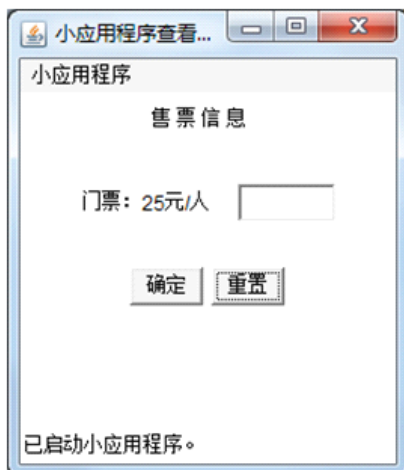 小应用程序查看...
小应用程序
售票信息
门票：25元/人
确定 重置
已启动小应用程序。